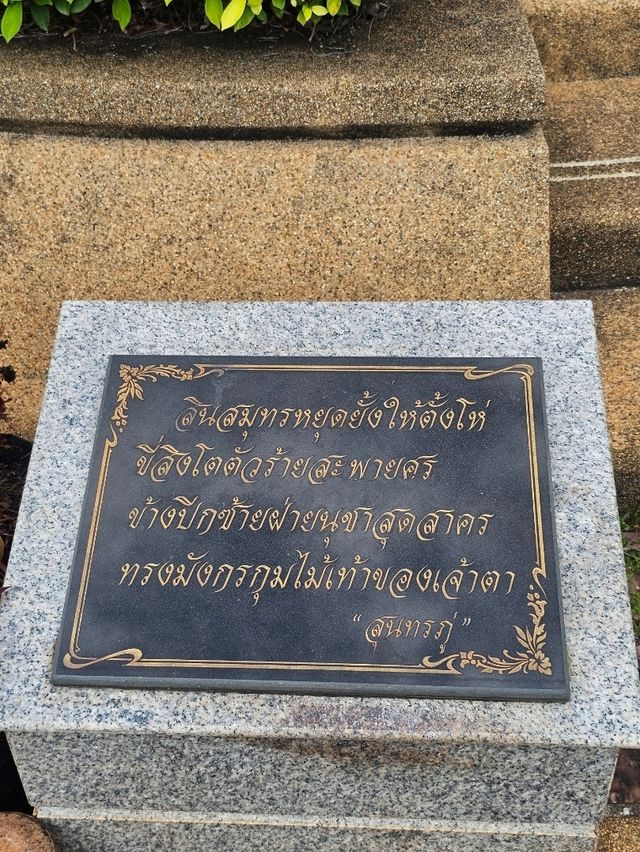 สินสมุทรหยุดยั้งให้ตั้งโห่
ขี่สิงโตตัวร้ายสะพายศร
ข้างปีกซ้ายฝ่ายนุชาสุดสาคร
ทรงมังกรกุมไม้เท้าของเจ้าตา
"สุนทรภู่"